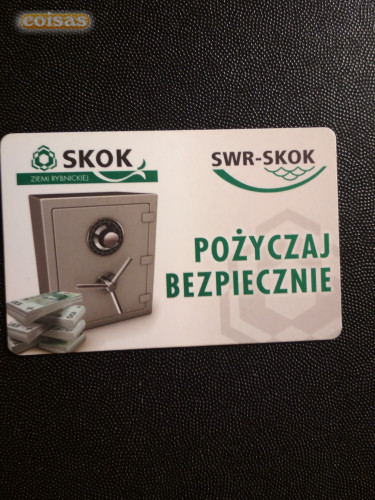 coisas
SKOK
ZIEMI RYBNICKIEJ
SWR-SKOK
POŻYCZAJ
BEZPIECZNIE